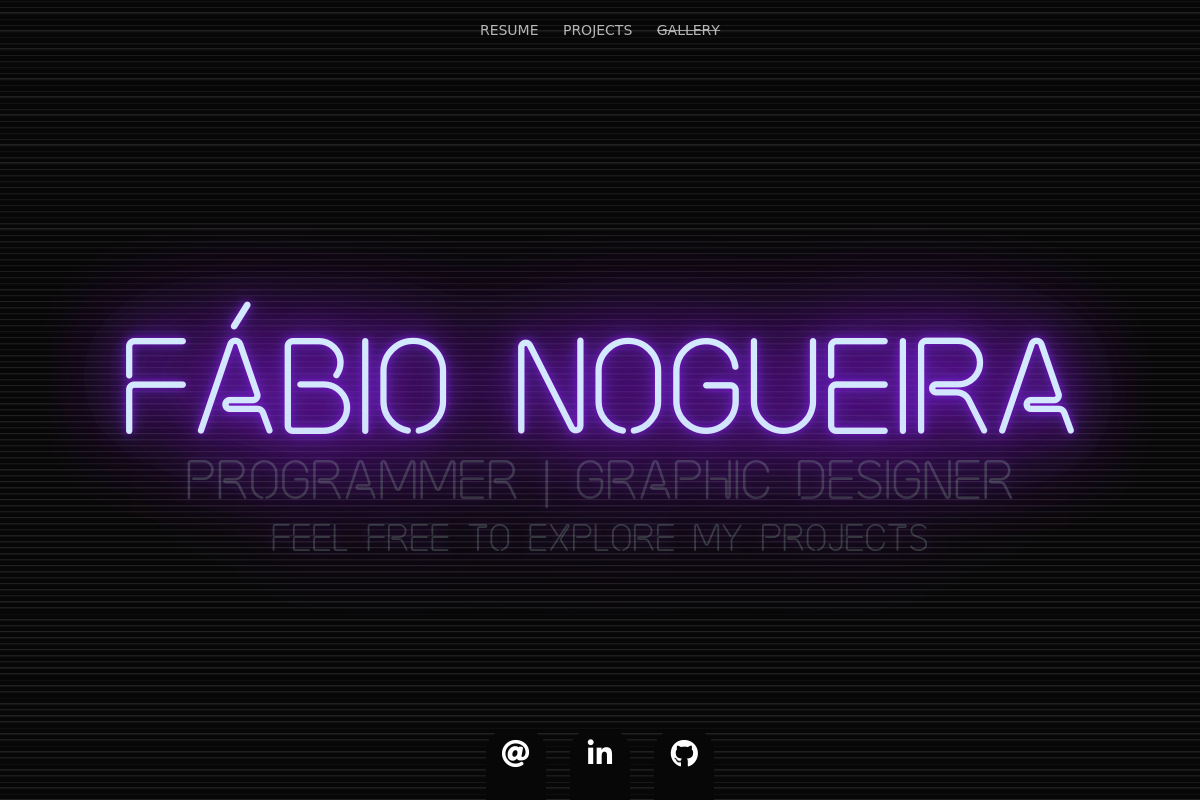 RESUME PROJECTS GALLERY
FÁBIO NOGUEIRA
PROGRAMMER | GRAPHIC DESIGNER
FEEL FREE TO EXPLORE MY PROJECTS
@ in